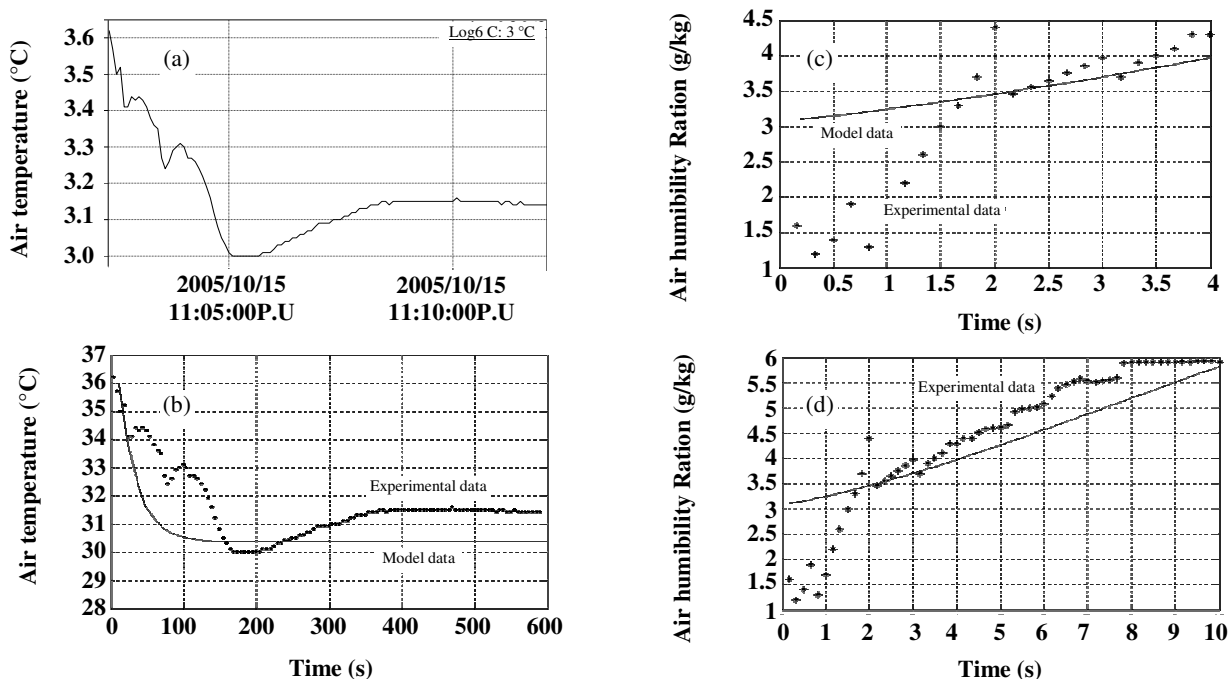 Air temperature (°C)
3.6
3.5
3.4
3.3
3.2
3.1
3.0
(a)
Log6 C: 3 °C
2005/10/15
11:05:00P.U
2005/10/15
11:10:00P.U
Air temperature (°C)
37
36
35
34
33
32
31
30
29
28
(b)
Experimental data
Model data
0 100 200 300 400 500 600
Time (s)
Air humibility Ration (g/kg)
4.5
4
3.5
3
2.5
2
1.5
1
(c)
Model data
Experimental data
0 0.5 1 1.5 2 2.5 3 3.5 4
Time (s)
Air humibility Ration (g/kg)
6
5.5
5
4.5
4
3.5
3
2.5
2
1.5
1
Experimental data
(d)
0 1 2 3 4 5 6 7 8 9 10
Time (s)